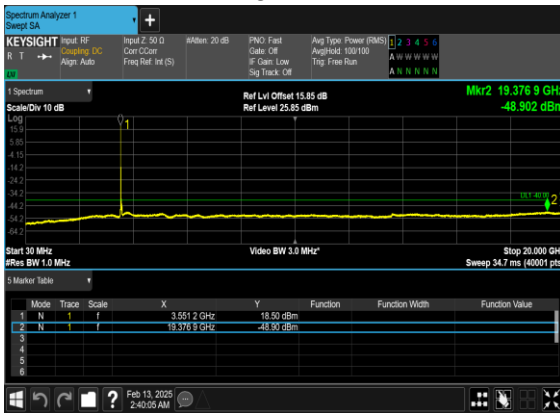 Spectrum Analyzer 1
Swept SA
+
KEYSIGHT Input: RF Input Z: 50 Ω #Atten: 20 dB PNO: Fast Avg Type: Power (RMS) 1 2 3 4 5 6
R T Coupling: DC Corr CCorr Gate: Off Avg|Hold: 100/100 A W W W W W
Align: Auto Freq Ref: Int (S) IF Gain: Low Trig: Free Run
Sig Track: Off A N N N N N
1 Spectrum
Ref Lvl Offset 15.85 dB Mkr2 19.376 9 GHz
Scale/Div 10 dB Ref Level 25.85 dBm -48.902 dBm
Log
1
15.9
5.85
-4.15
-14.2
-24.2
-34.2
DL1 -40.00
2
-44.2
-54.2
-64.2
Start 30 MHz Video BW 3.0 MHz* Stop 20.000 GHz
#Res BW 1.0 MHz Sweep 34.7 ms (40001 pts)
5 Marker Table
Mode Trace Scale X Y Function Function Width Function Value
1 N 1 f 3.551 2 GHz 18.50 dBm
2 N 1 f 19.376 9 GHz -48.90 dBm
3
4
5
6
? Feb 13, 2025
2:40:05 AM